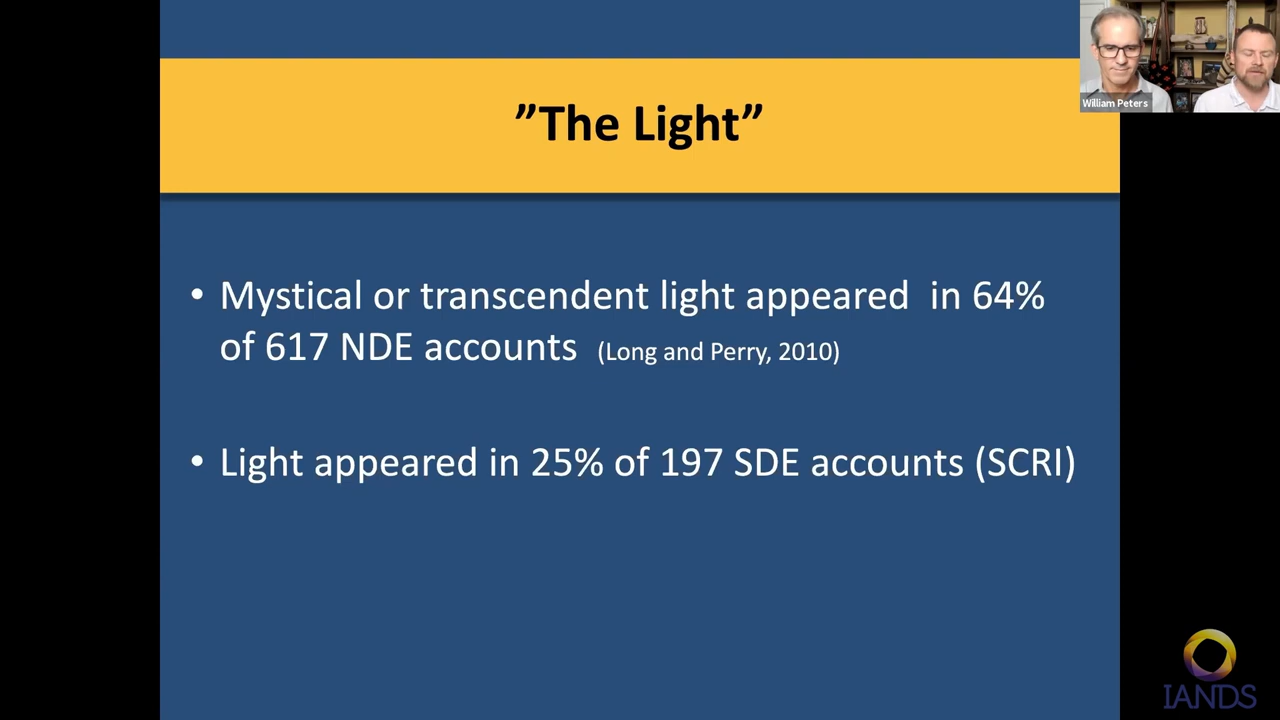 William Peters
”The Light”
• Mystical or transcendent light appeared in 64%
of 617 NDE accounts (Long and Perry, 2010)
• Light appeared in 25% of 197 SDE accounts (SCRI)
IANDS